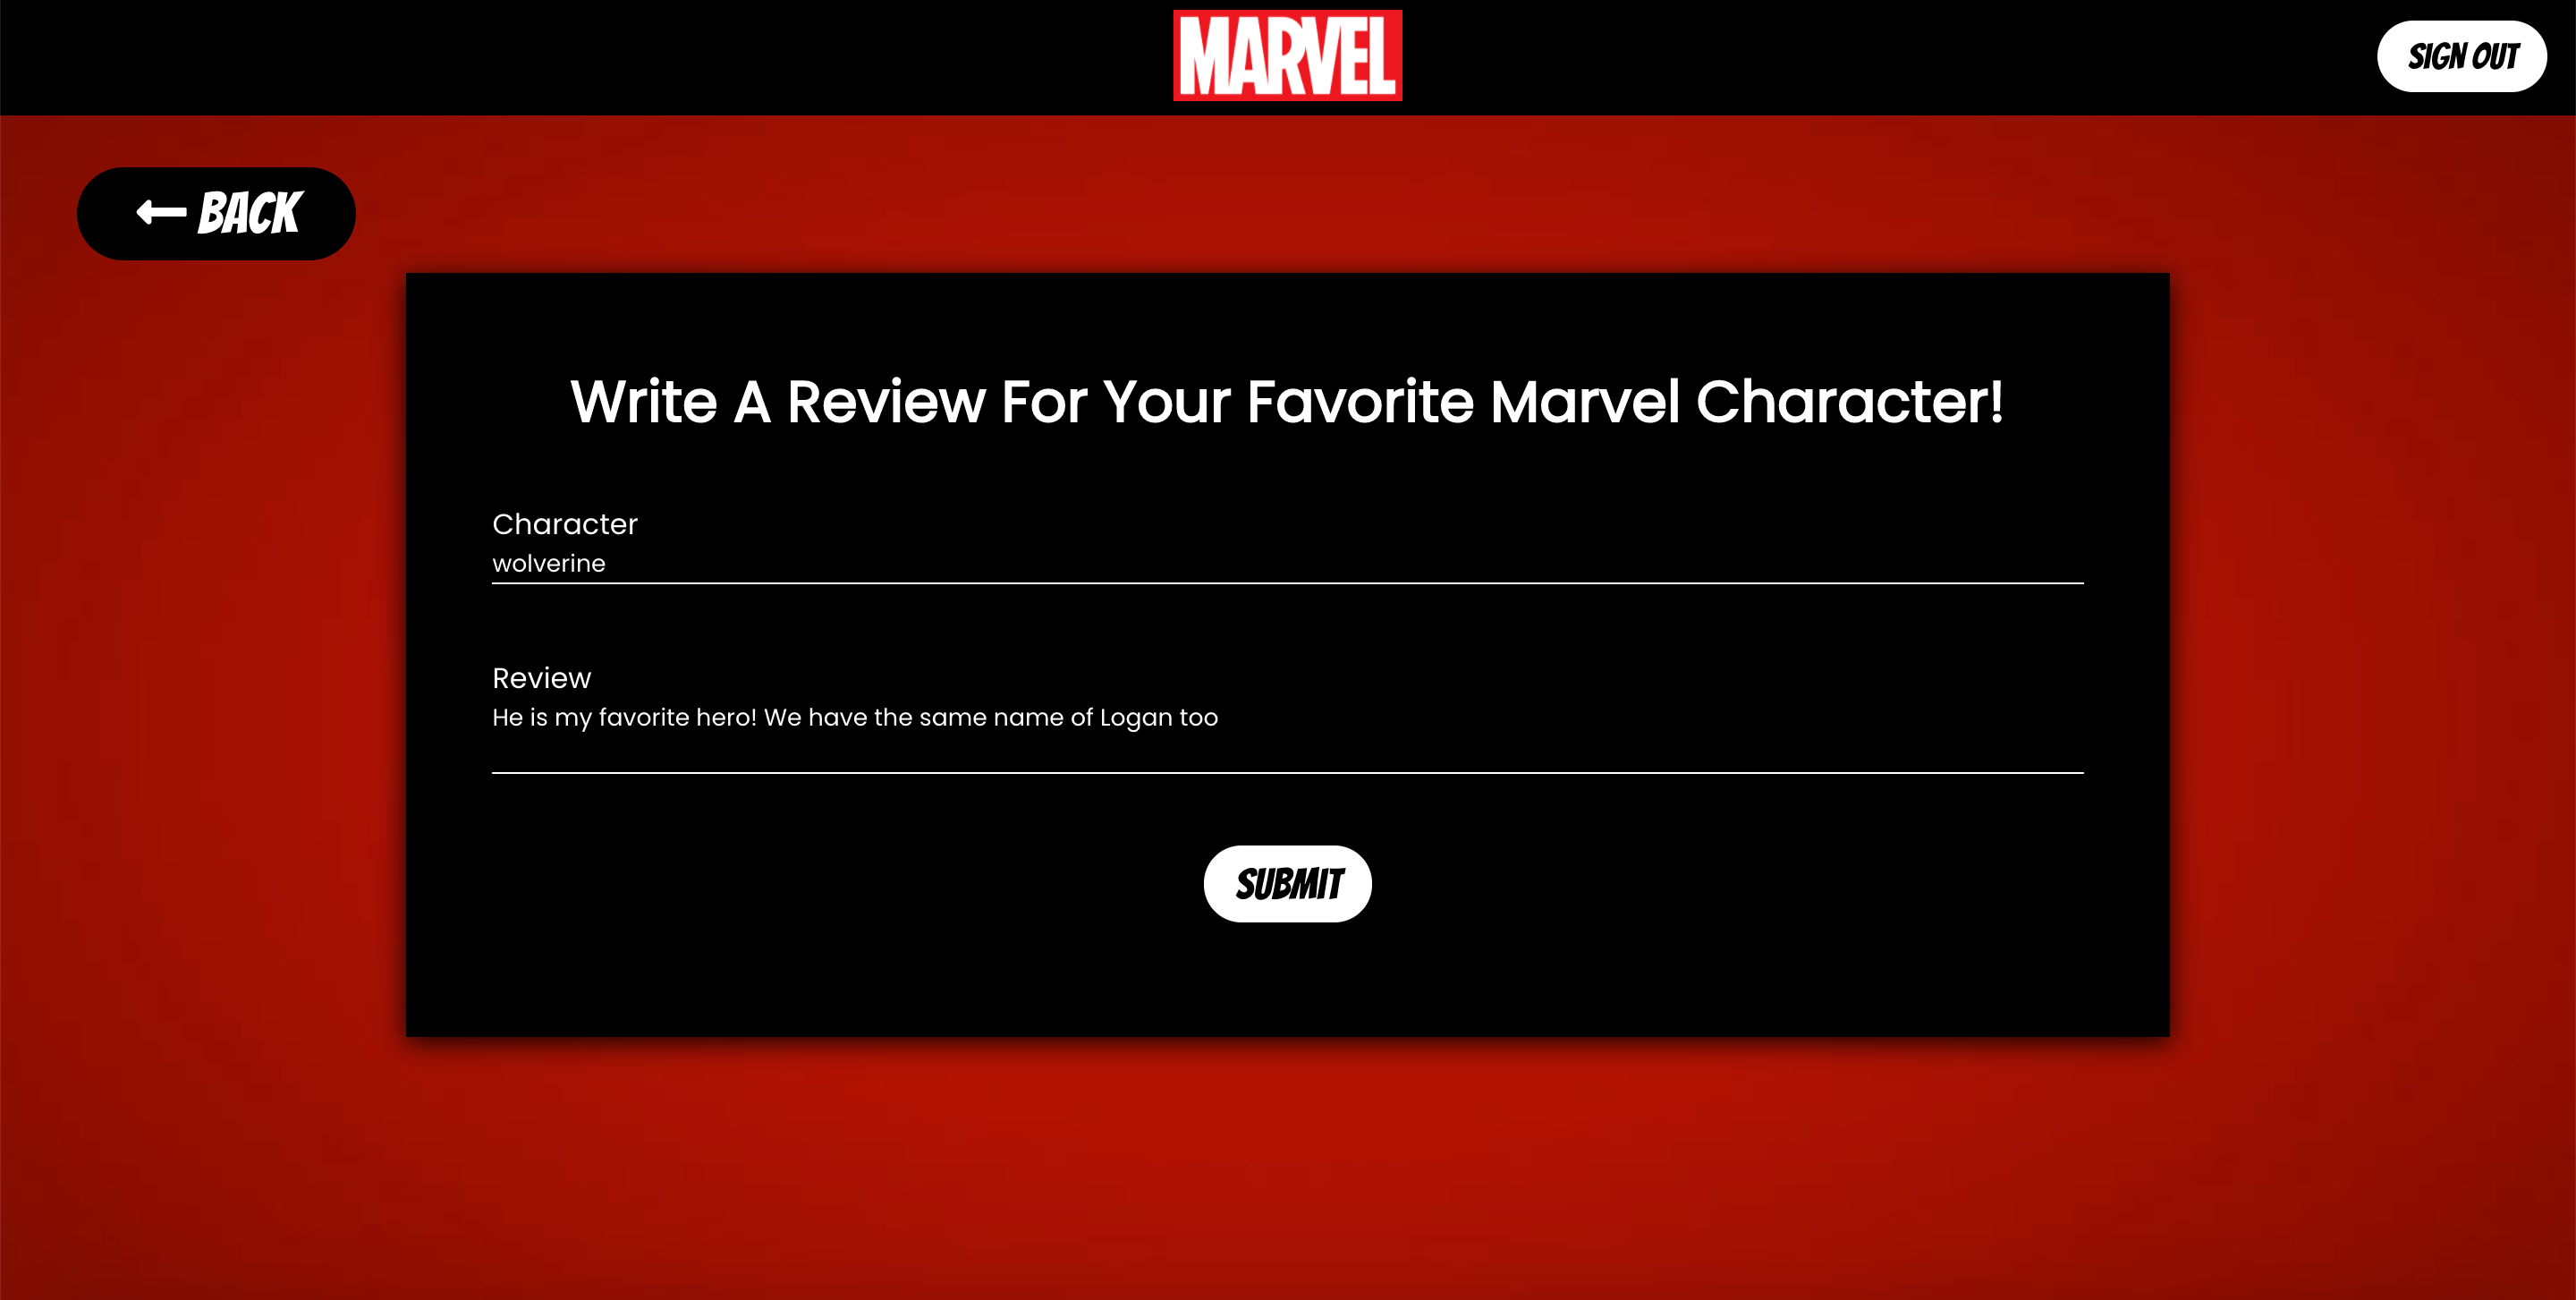 MARVEL
SIGN OUT
BACK
Write A Review For Your Favorite Marvel Character!
Character
wolverine
Review
He is my favorite hero! We have the same name of Logan too
SUBMIT